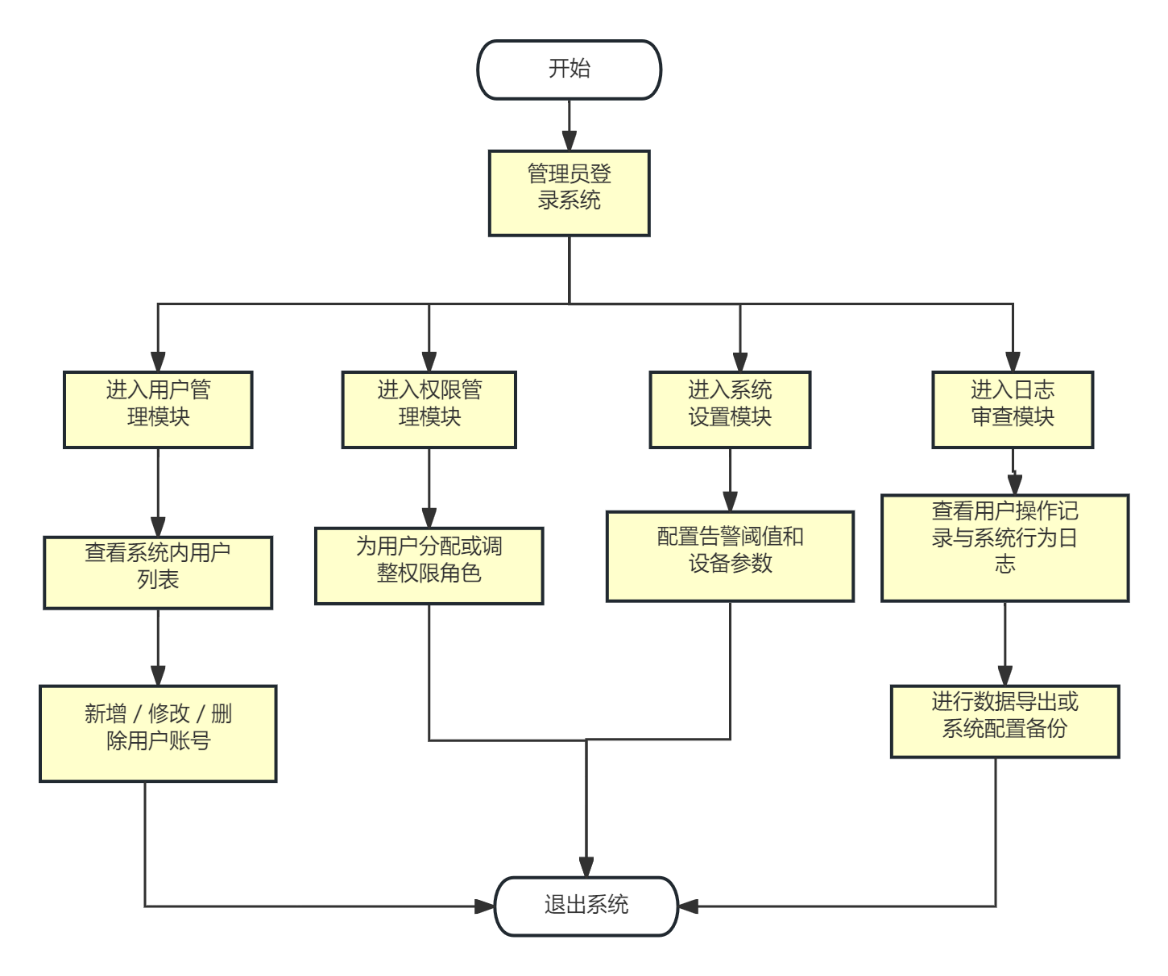 开始
管理员登
录系统
进入用户管
理模块
进入权限管
理模块
进入系统
设置模块
进入日志
审查模块
查看系统内用户
列表
为用户分配或调
整权限角色
配置告警阈值和
设备参数
查看用户操作记
录与系统行为日
志
新增 / 修改 / 删
除用户账号
进行数据导出或
系统配置备份
退出系统